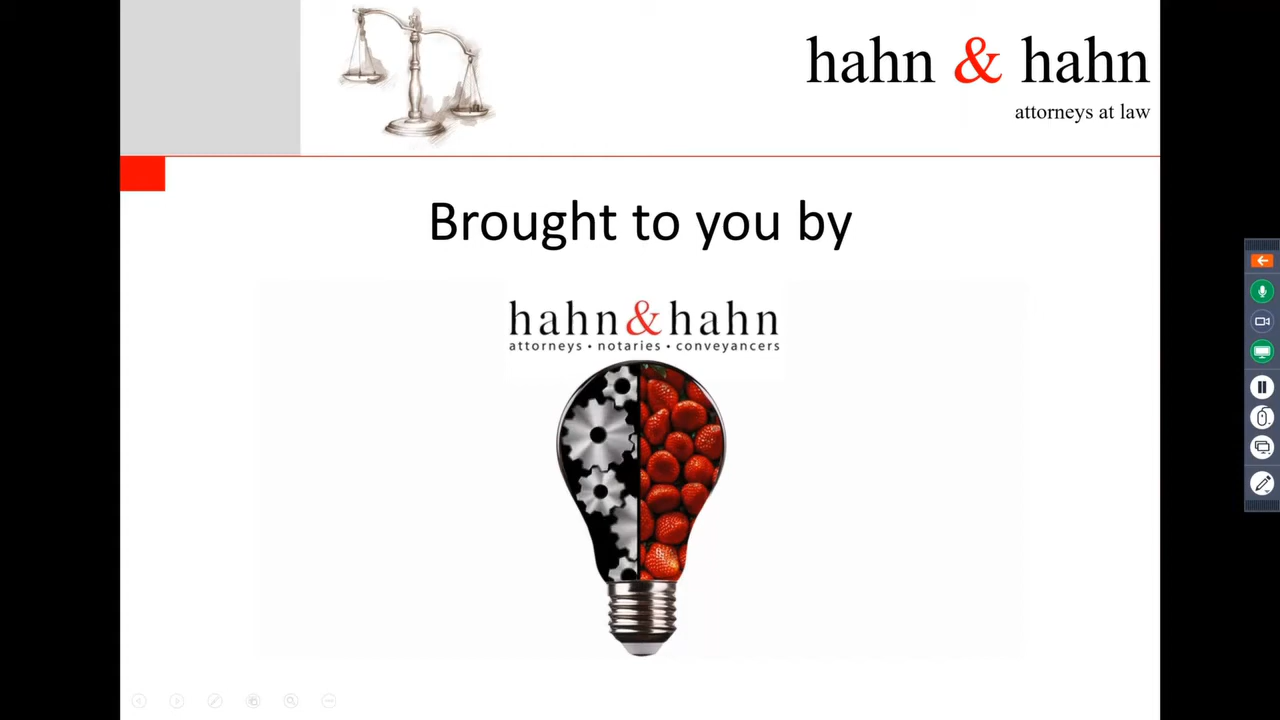 hahn & hahn
attorneys at law
Brought to you by
hahn&hahn
attorneys • notaries • conveyancers